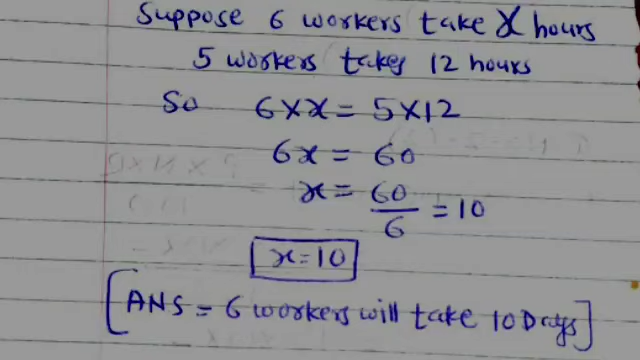 Suppose 6 workers take x hours
5 workers takes 12 hours
So 6×x = 5×12
6x = 60
x = 60/6 = 10
x=10
[ANS = 6 workers will take 10 Days]